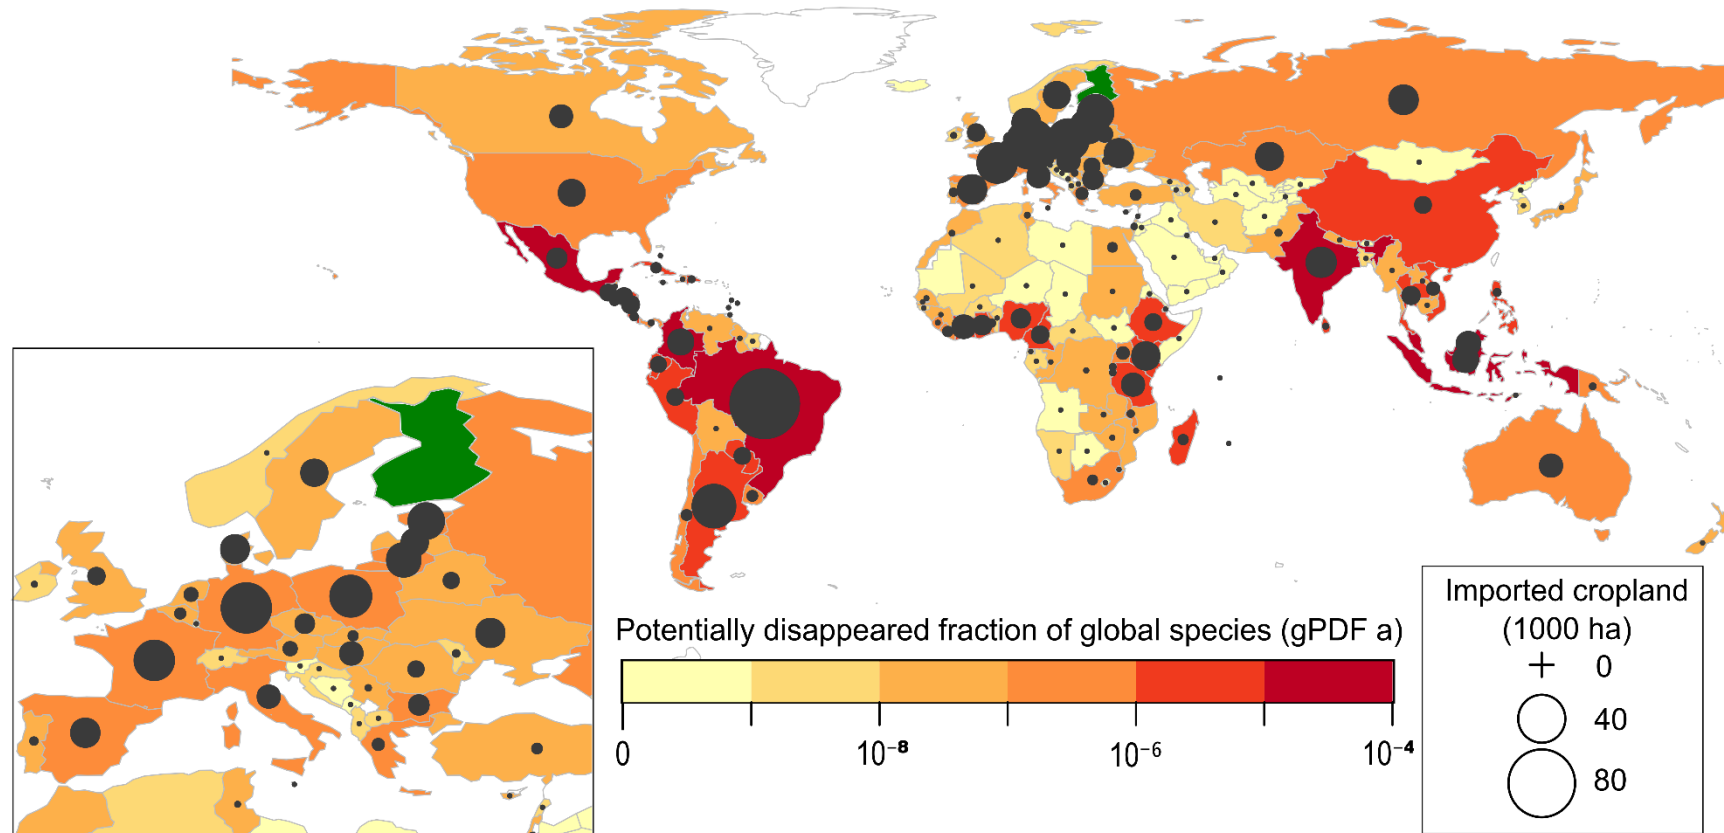 Potentially disappeared fraction of global species (gPDF a)
0
10⁻⁸
10⁻⁶
10⁻⁴
Imported cropland
(1000 ha)
0
40
80